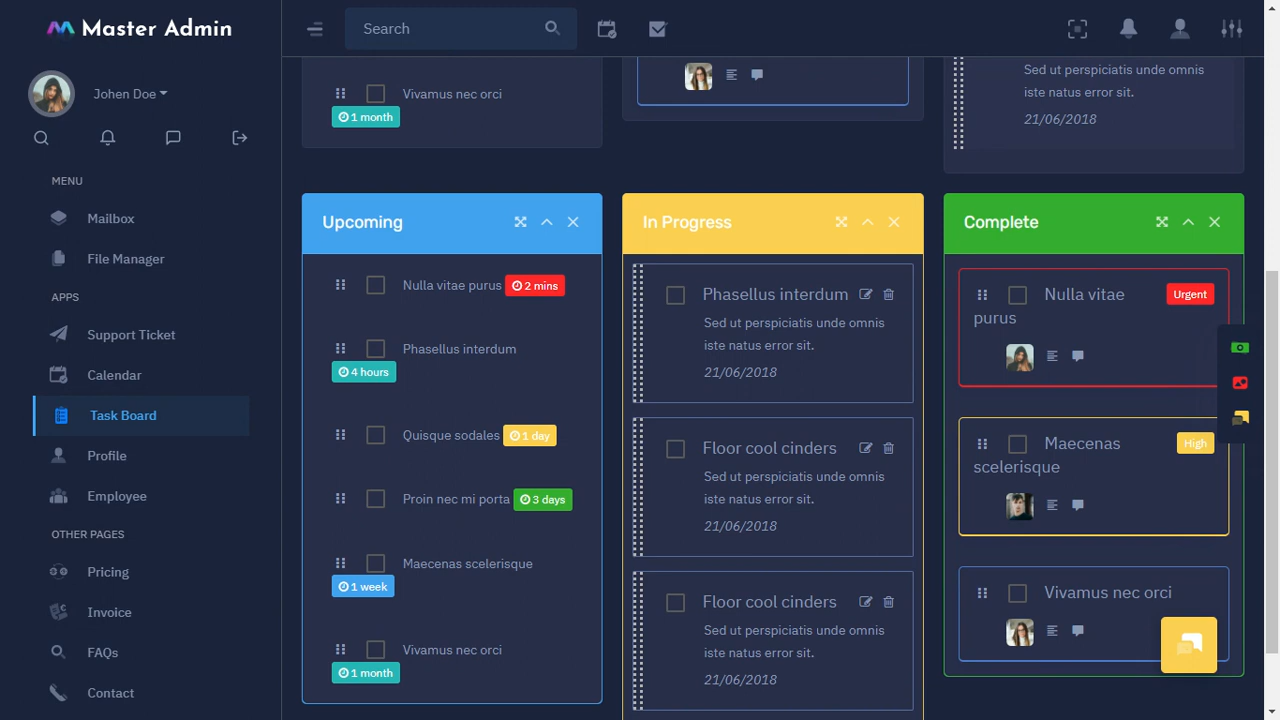 Master Admin
Search
Johen Doe
MENU
Mailbox
File Manager
APPS
Support Ticket
Calendar
Task Board
Profile
Employee
OTHER PAGES
Pricing
Invoice
FAQs
Contact
Vivamus nec orci
1 month
Sed ut perspiciatis unde omnis
iste natus error sit.
21/06/2018
Upcoming
Nulla vitae purus 2 mins
Phasellus interdum
4 hours
Quisque sodales 1 day
Proin nec mi porta 3 days
Maecenas scelerisque
1 week
Vivamus nec orci
1 month
In Progress
Phasellus interdum
Sed ut perspiciatis unde omnis
iste natus error sit.
21/06/2018
Floor cool cinders
Sed ut perspiciatis unde omnis
iste natus error sit.
21/06/2018
Floor cool cinders
Sed ut perspiciatis unde omnis
iste natus error sit.
21/06/2018
Complete
Nulla vitae Urgent
purus
Maecenas High
scelerisque
Vivamus nec orci